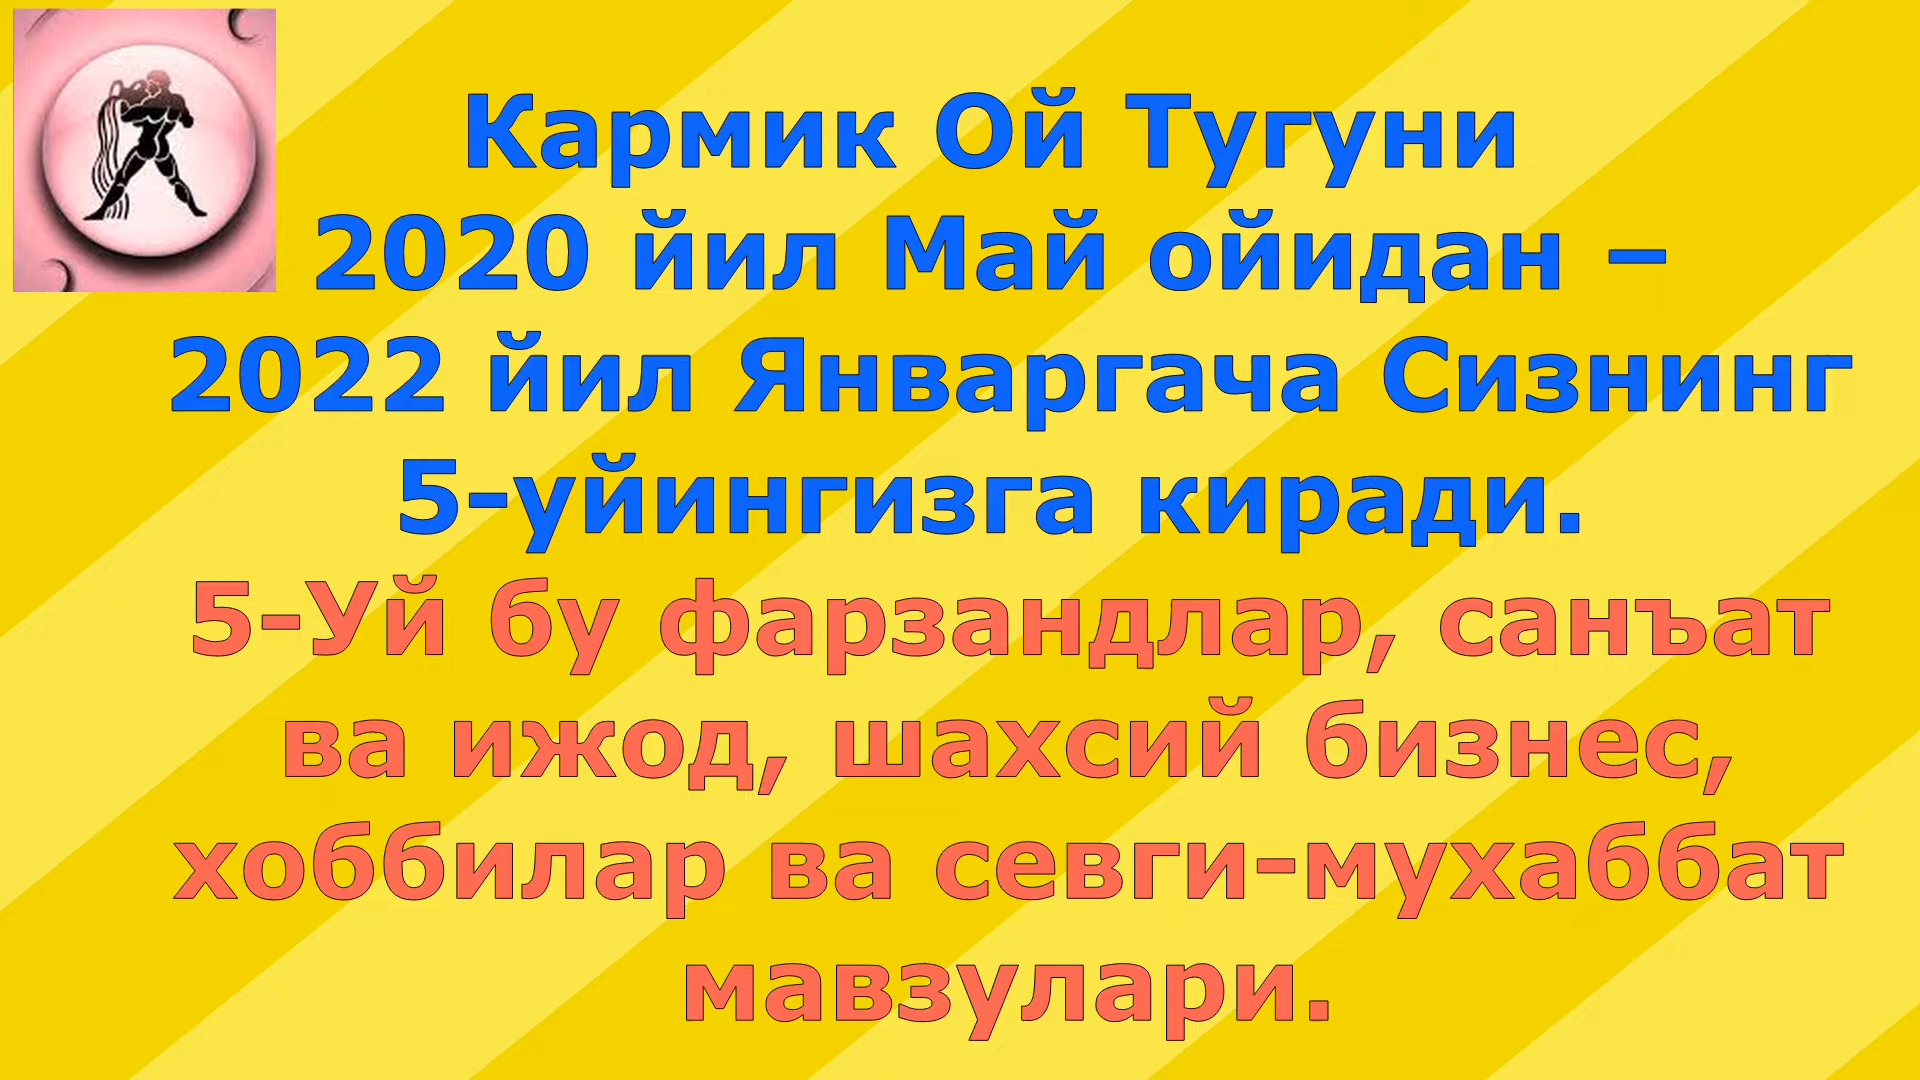 Кармик Ой Тугуни
2020 йил Май ойидан –
2022 йил Январгача Сизнинг
5-уйингизга киради.
5-Уй бу фарзандлар, санъат
ва ижод, шахсий бизнес,
хоббилар ва севги-мухаббат
мавзулари.